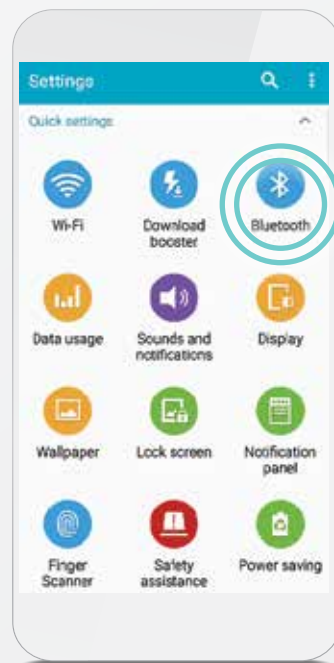 Settings
Quick settings
Wi-Fi
Download booster
Bluetooth
Data usage
Sounds and notifications
Display
Wallpaper
Lock screen
Notification panel
Finger Scanner
Safety assistance
Power saving